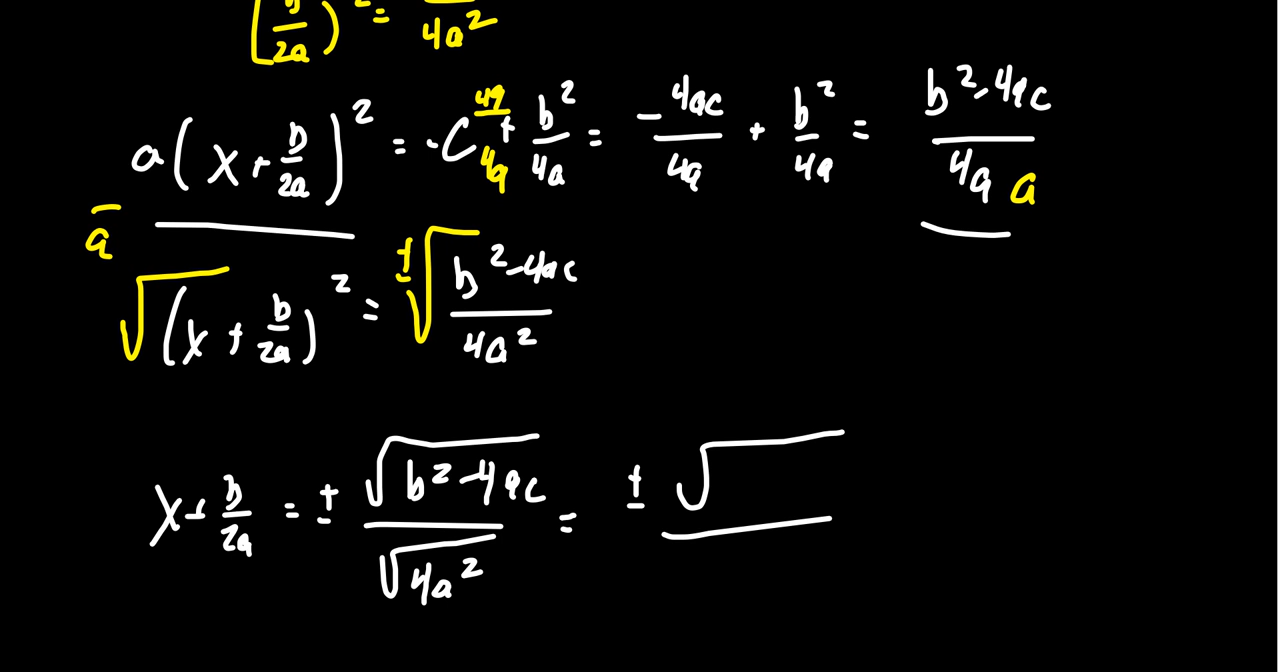 (b/2a)² = /4a²
a(x + b/2a)² = -c 4a/4a + b²/4a = -4ac/4a + b²/4a = b²-4ac/4a a
a
√(x + b/2a)² = ±√b²-4ac/4a²
x + b/2a = ± √b²-4ac/√4a² = ± √